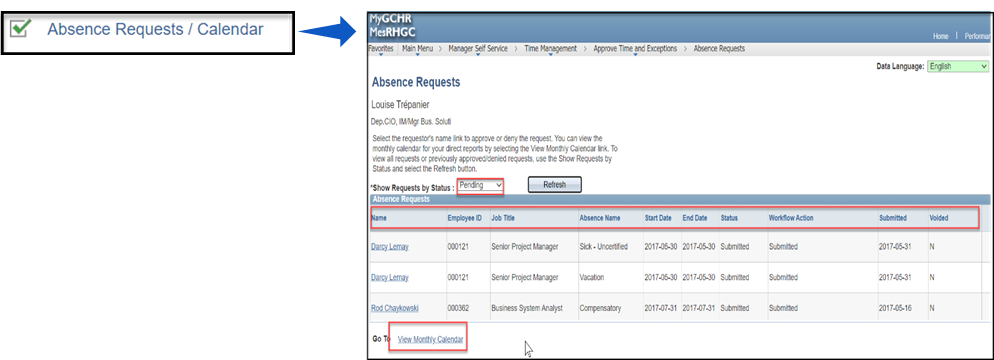 Absence Requests / Calendar
MyGCHR
MesRHGC
Home | Performan
Favorites Main Menu > Manager Self Service > Time Management > Approve Time and Exceptions > Absence Requests
Data Language: English
Absence Requests
Louise Trépanier
Dep.CIO, IM/Mgr Bus. Soluti
Select the requestor's name link to approve or deny the request. You can view the
monthly calendar for your direct reports by selecting the View Monthly Calendar link. To
view all requests or previously approved/denied requests, use the Show Requests by
Status and select the Refresh button.
*Show Requests by Status : Pending Refresh
Absence Requests
Name Employee ID Job Title Absence Name Start Date End Date Status Workflow Action Submitted Voided
Darcy Lemay 000121 Senior Project Manager Sick - Uncertified 2017-05-30 2017-05-30 Submitted Submitted 2017-05-31 N
Darcy Lemay 000121 Senior Project Manager Vacation 2017-05-30 2017-05-30 Submitted Submitted 2017-05-31 N
Rod Chaykowski 000362 Business System Analyst Compensatory 2017-07-31 2017-07-31 Submitted Submitted 2017-05-16 N
Go To View Monthly Calendar